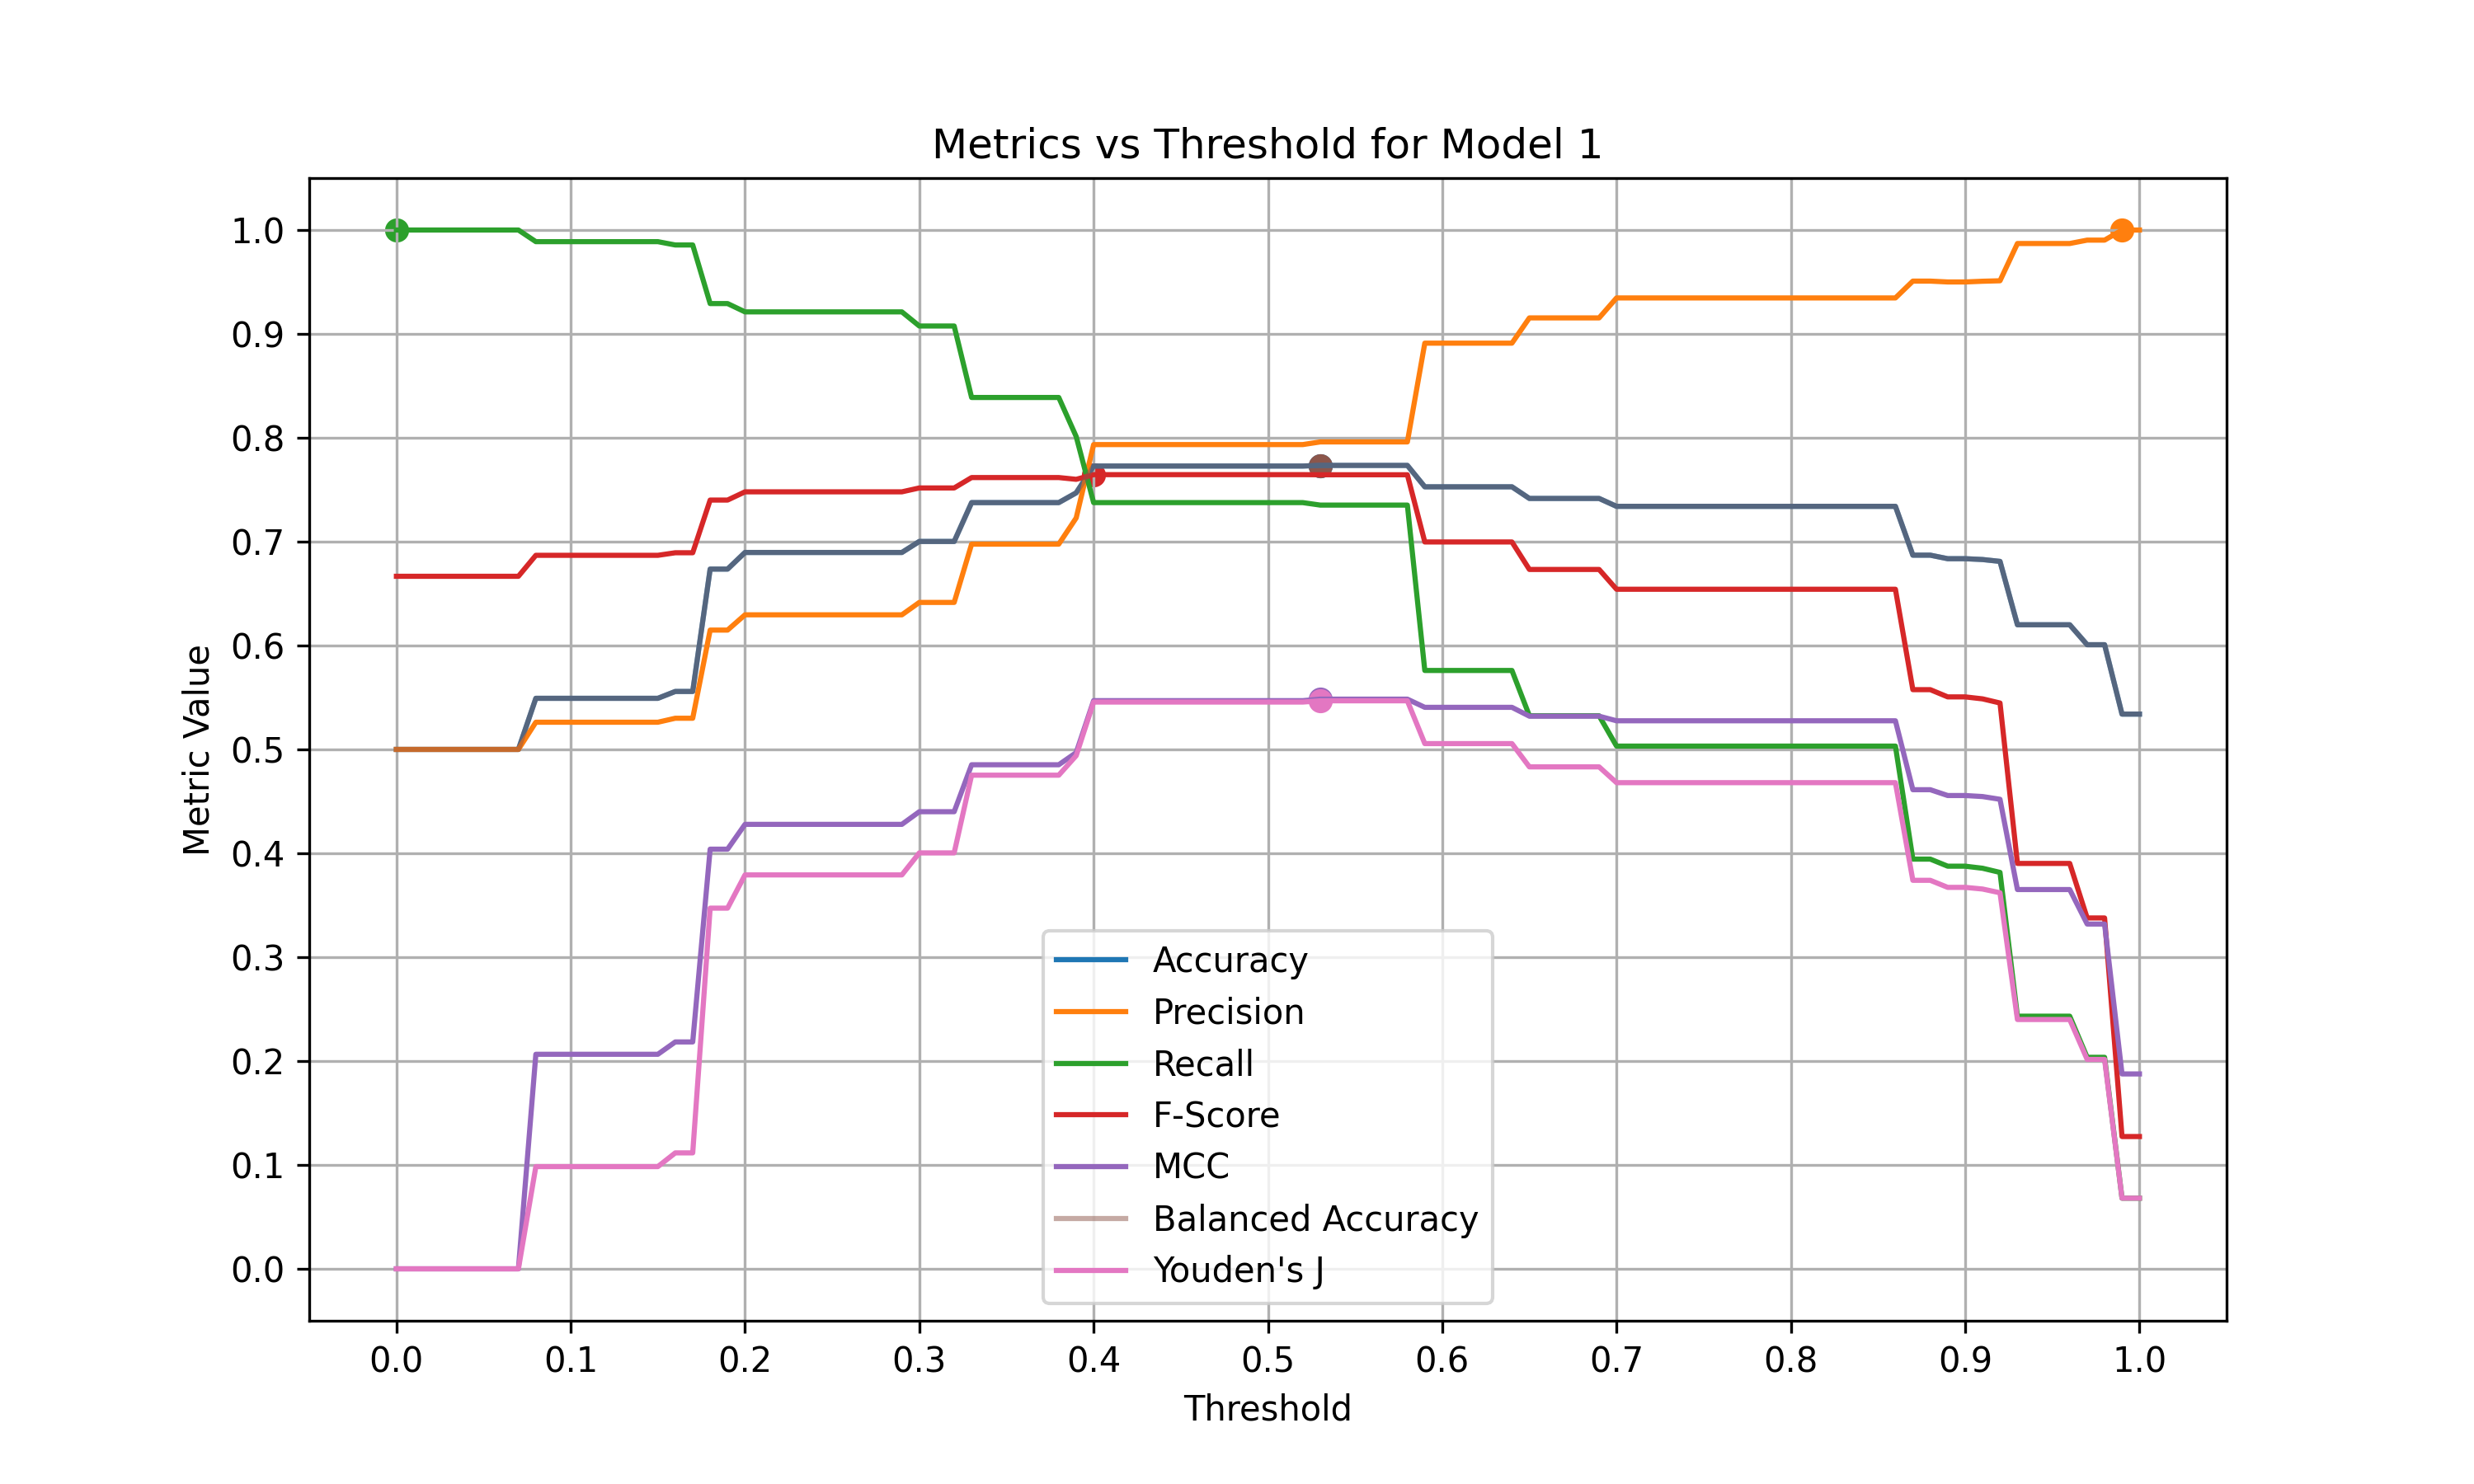 Metrics vs Threshold for Model 1
1.0
0.9
0.8
0.7
0.6
0.5
0.4
0.3
0.2
0.1
0.0
Metric Value
Accuracy
Precision
Recall
F-Score
MCC
Balanced Accuracy
Youden's J
0.0 0.1 0.2 0.3 0.4 0.5 0.6 0.7 0.8 0.9 1.0
Threshold